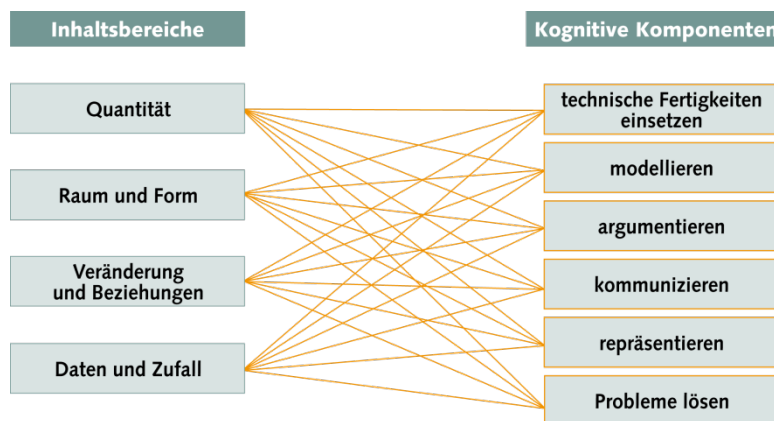 Inhaltsbereiche
Kognitive Komponenten
Quantität
Raum und Form
Veränderung
und Beziehungen
Daten und Zufall
technische Fertigkeiten
einsetzen
modellieren
argumentieren
kommunizieren
repräsentieren
Probleme lösen